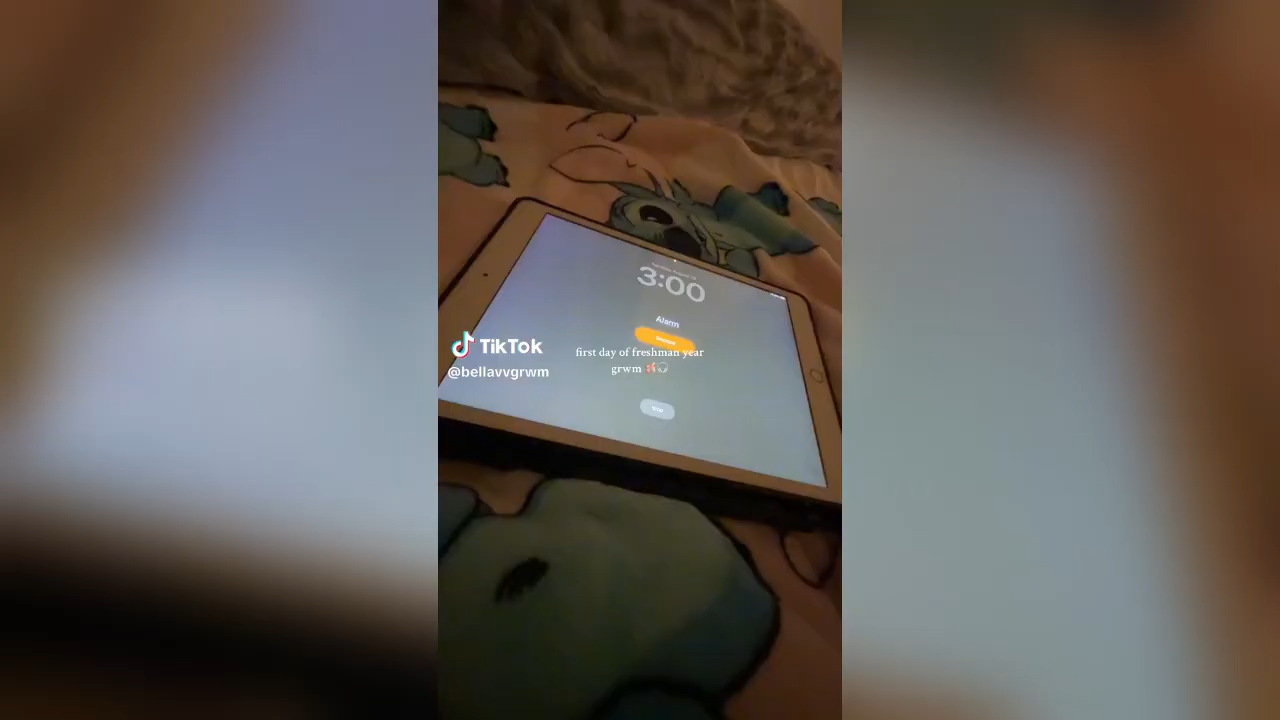 3:00
Alarm
first day of freshman year
grwm
TikTok
@bellavvgrwm